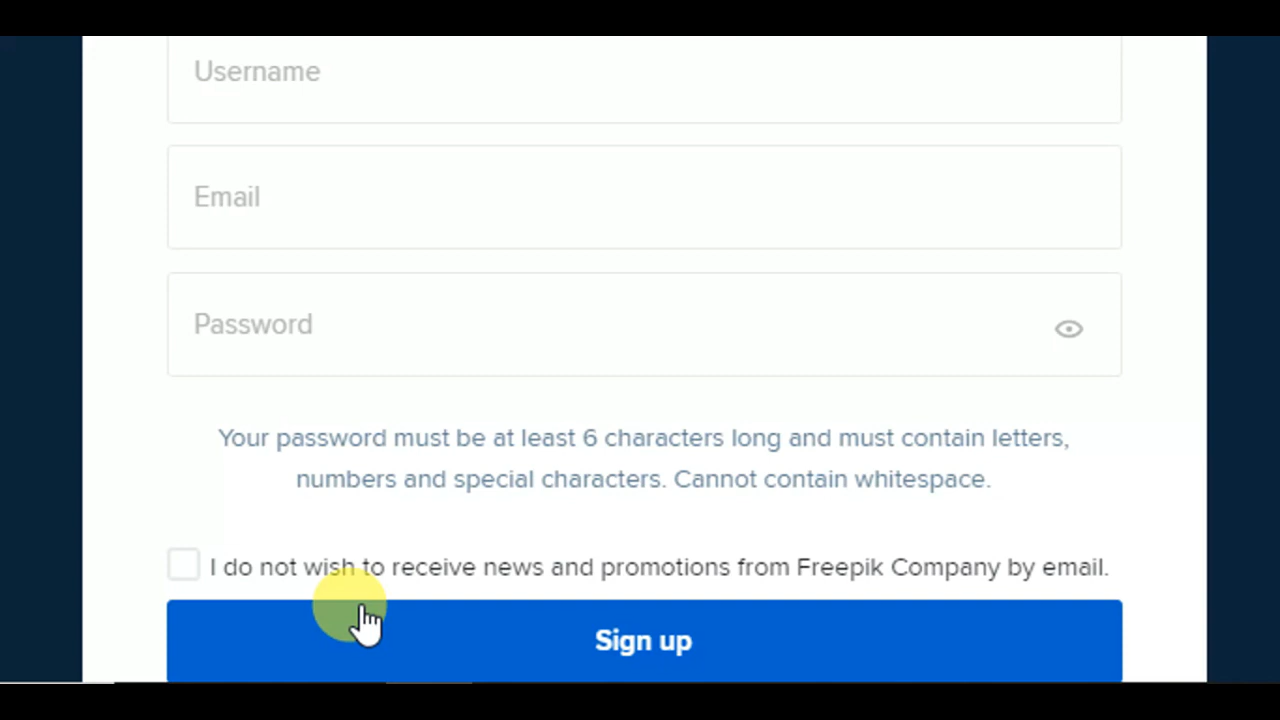 Username
Email
Password
Your password must be at least 6 characters long and must contain letters,
numbers and special characters. Cannot contain whitespace.
I do not wish to receive news and promotions from Freepik Company by email.
Sign up